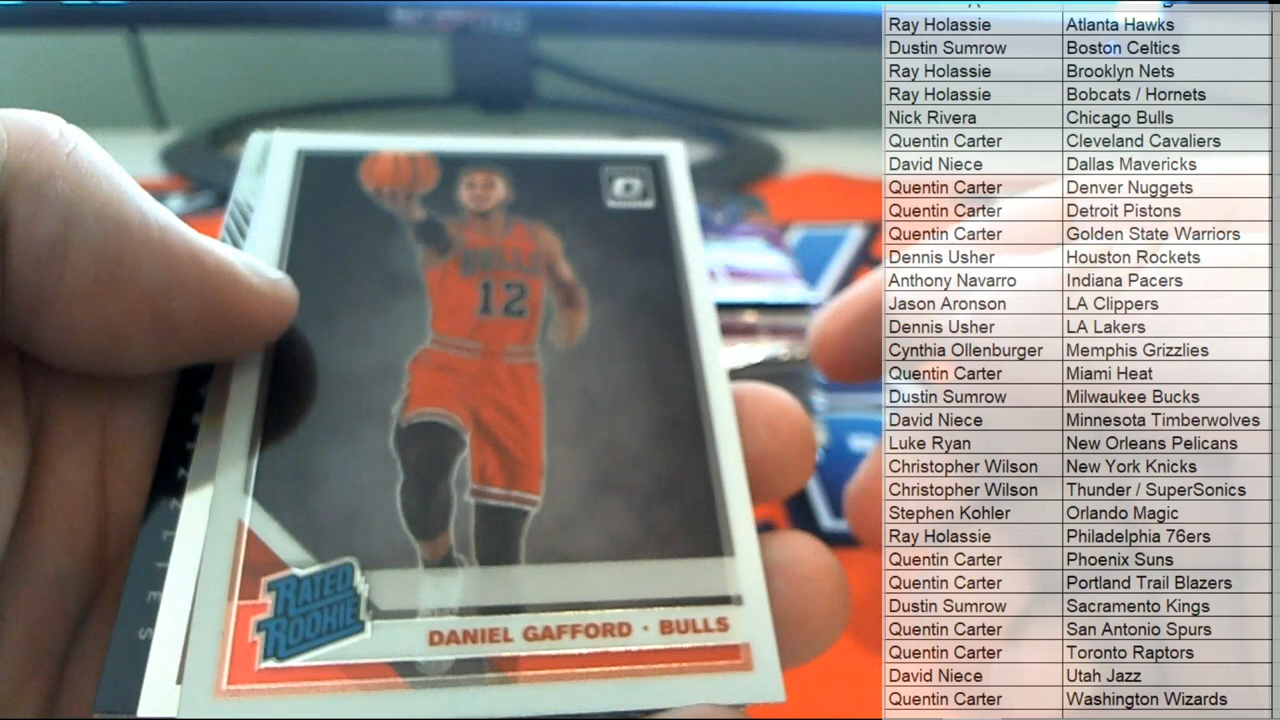 BULLS
12
RATED
ROOKIE
DANIEL GAFFORD · BULLS
Ray Holassie Atlanta Hawks
Dustin Sumrow Boston Celtics
Ray Holassie Brooklyn Nets
Ray Holassie Bobcats / Hornets
Nick Rivera Chicago Bulls
Quentin Carter Cleveland Cavaliers
David Niece Dallas Mavericks
Quentin Carter Denver Nuggets
Quentin Carter Detroit Pistons
Quentin Carter Golden State Warriors
Dennis Usher Houston Rockets
Anthony Navarro Indiana Pacers
Jason Aronson LA Clippers
Dennis Usher LA Lakers
Cynthia Ollenburger Memphis Grizzlies
Quentin Carter Miami Heat
Dustin Sumrow Milwaukee Bucks
David Niece Minnesota Timberwolves
Luke Ryan New Orleans Pelicans
Christopher Wilson New York Knicks
Christopher Wilson Thunder / SuperSonics
Stephen Kohler Orlando Magic
Ray Holassie Philadelphia 76ers
Quentin Carter Phoenix Suns
Quentin Carter Portland Trail Blazers
Dustin Sumrow Sacramento Kings
Quentin Carter San Antonio Spurs
Quentin Carter Toronto Raptors
David Niece Utah Jazz
Quentin Carter Washington Wizards